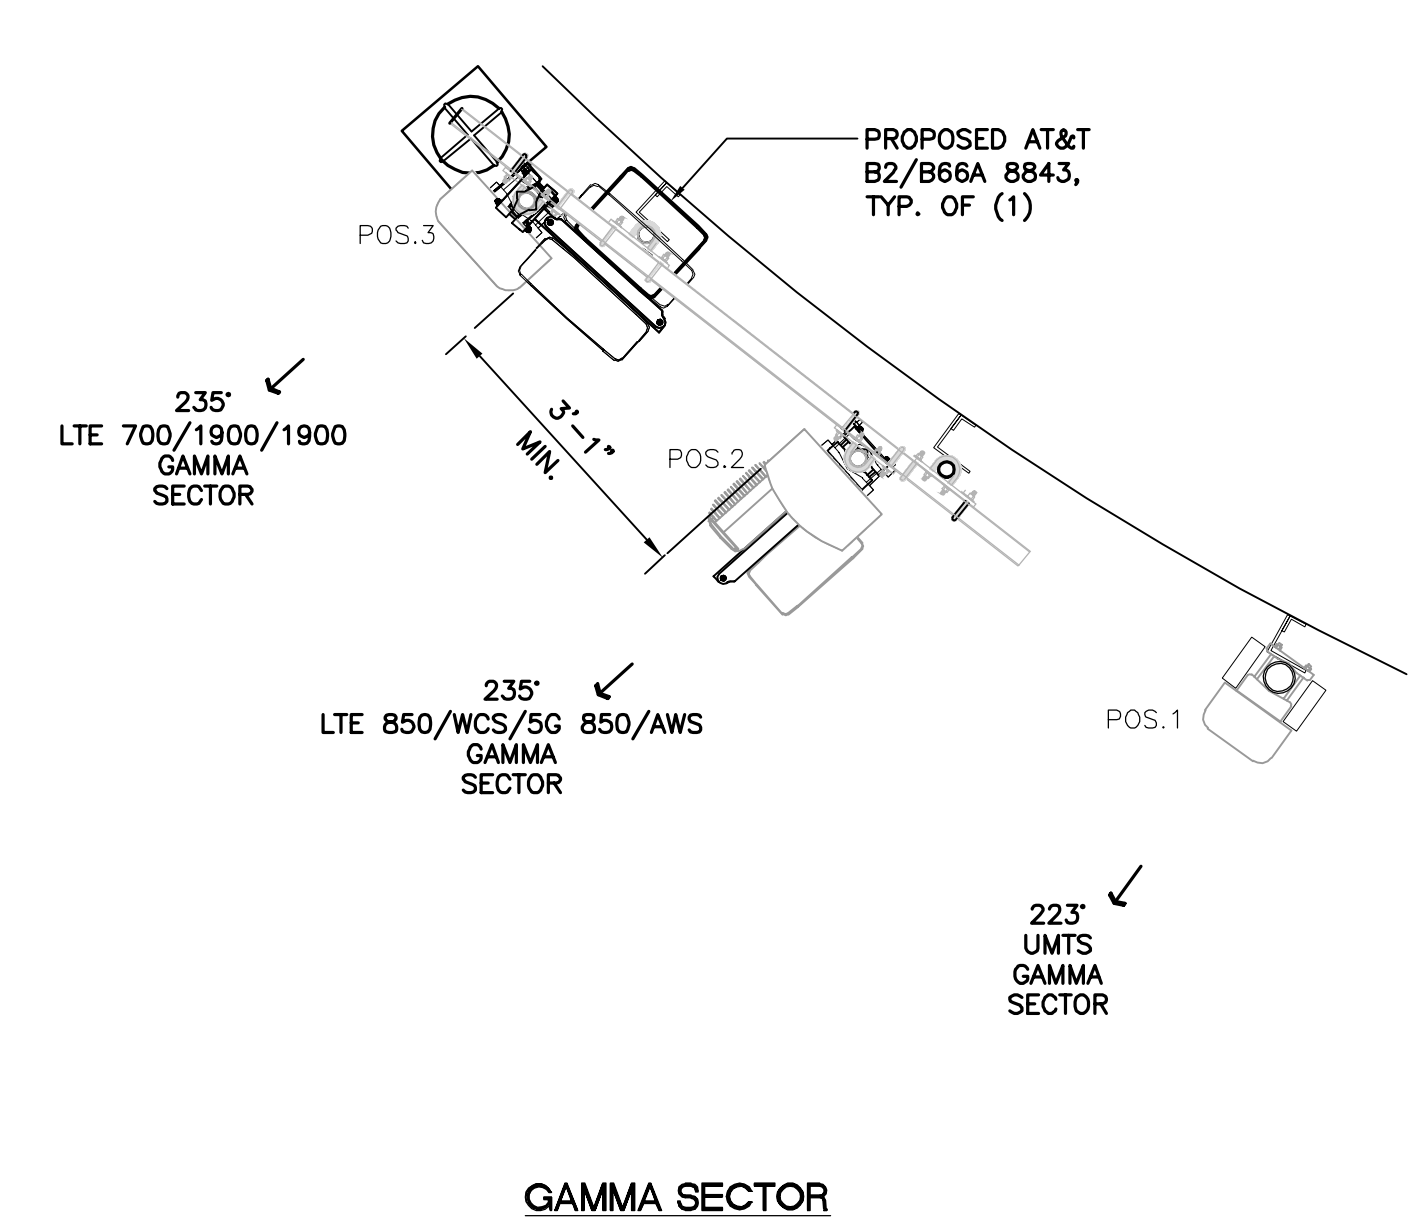 PROPOSED AT&T
B2/B66A 8843,
TYP. OF (1)
POS.3
235°
LTE 700/1900/1900
GAMMA
SECTOR
3'-1"
MIN.
POS.2
235°
LTE 850/WCS/5G 850/AWS
GAMMA
SECTOR
POS.1
223°
UMTS
GAMMA
SECTOR
GAMMA SECTOR